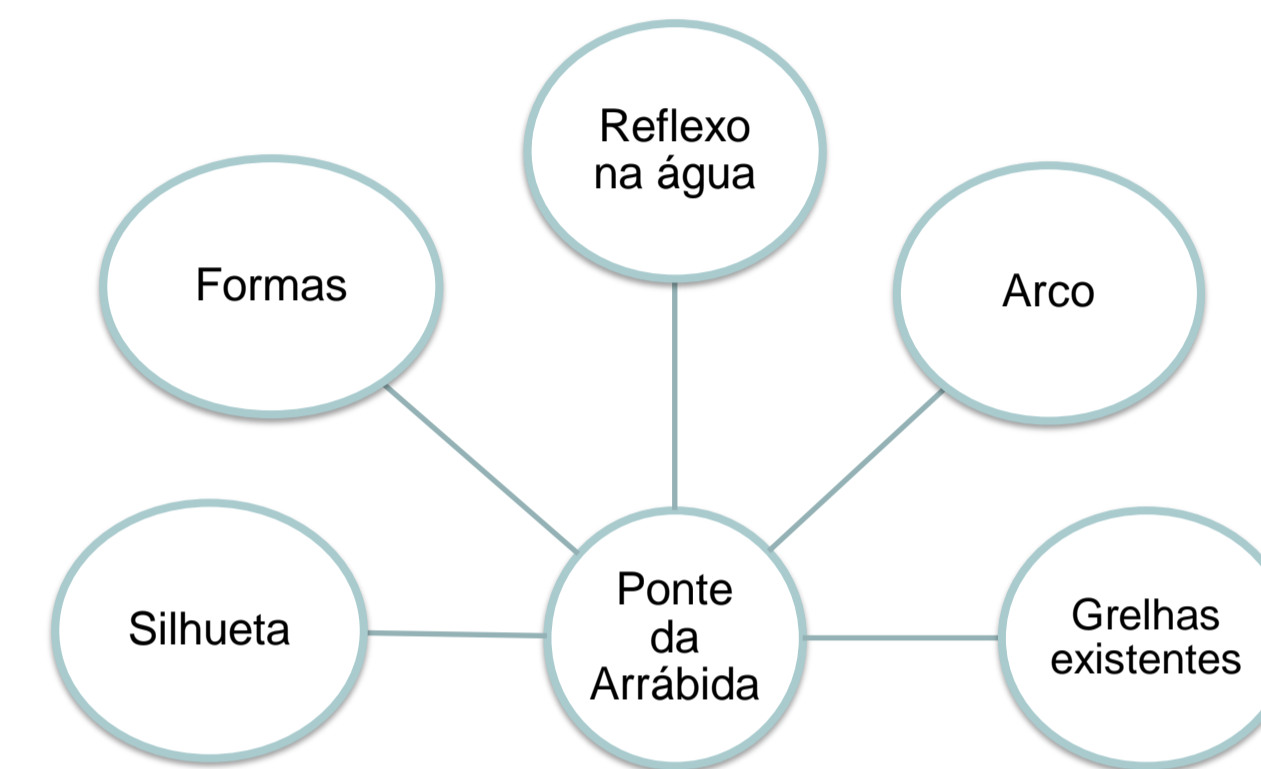 Reflexo
na água
Formas
Arco
Silhueta
Ponte
da
Arrábida
Grelhas
existentes